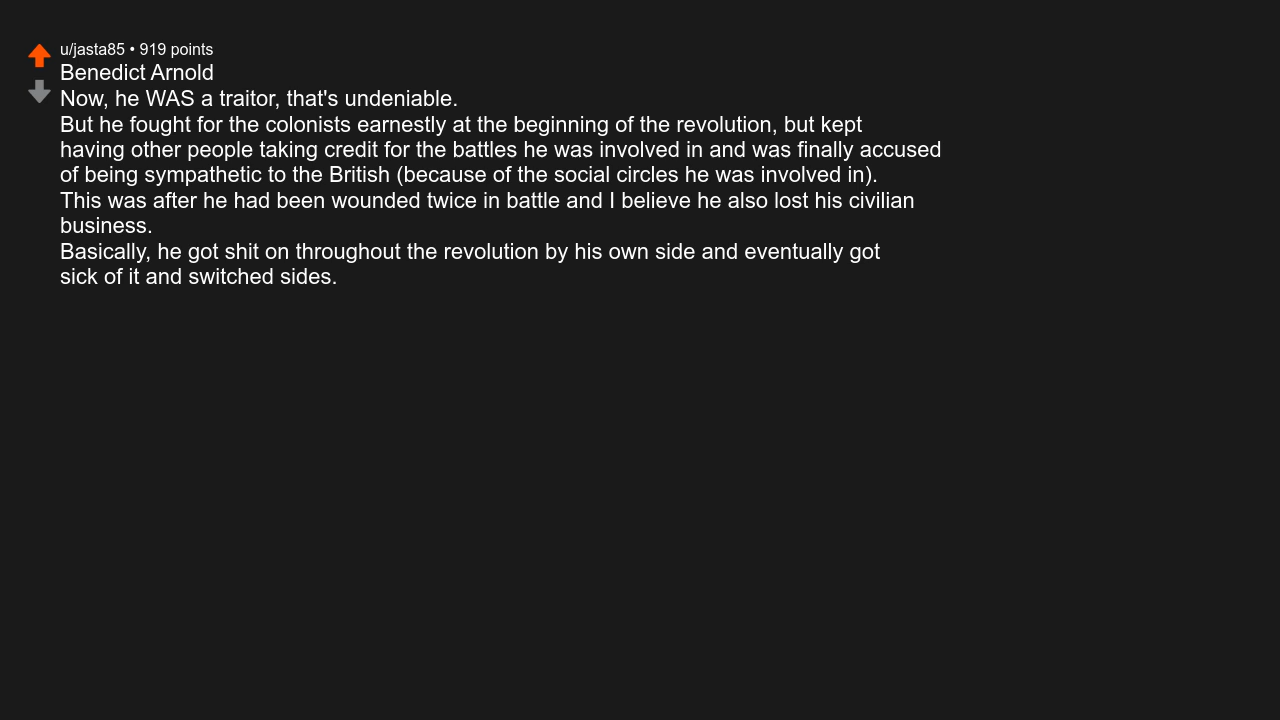 u/jasta85 • 919 points
Benedict Arnold
Now, he WAS a traitor, that's undeniable.
But he fought for the colonists earnestly at the beginning of the revolution, but kept
having other people taking credit for the battles he was involved in and was finally accused
of being sympathetic to the British (because of the social circles he was involved in).
This was after he had been wounded twice in battle and I believe he also lost his civilian
business.
Basically, he got shit on throughout the revolution by his own side and eventually got
sick of it and switched sides.